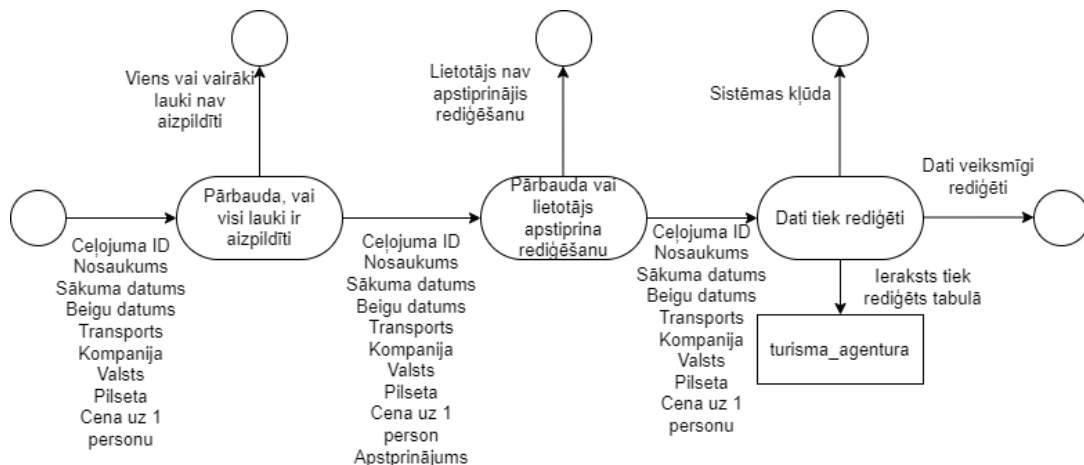 Viens vai vairāki
lauki nav
aizpildīti
Lietotājs nav
apstiprinājis
rediģēšanu
Sistēmas kļūda
Pārbauda, vai
visi lauki ir
aizpildīti
Pārbauda vai
lietotājs
apstiprina
rediģēšanu
Dati tiek rediģēti
Dati veiksmīgi
rediģēti
Ceļojuma ID
Nosaukums
Sākuma datums
Beigu datums
Transports
Kompanija
Valsts
Pilseta
Cena uz 1
personu
Ceļojuma ID
Nosaukums
Sākuma datums
Beigu datums
Transports
Kompanija
Valsts
Pilseta
Cena uz 1
person
Apstprinājums
Ceļojuma ID
Nosaukums
Sākuma datums
Beigu datums
Transports
Kompanija
Valsts
Pilseta
Cena uz 1
personu
Ieraksts tiek
rediģēts tabulā
turisma_agentura